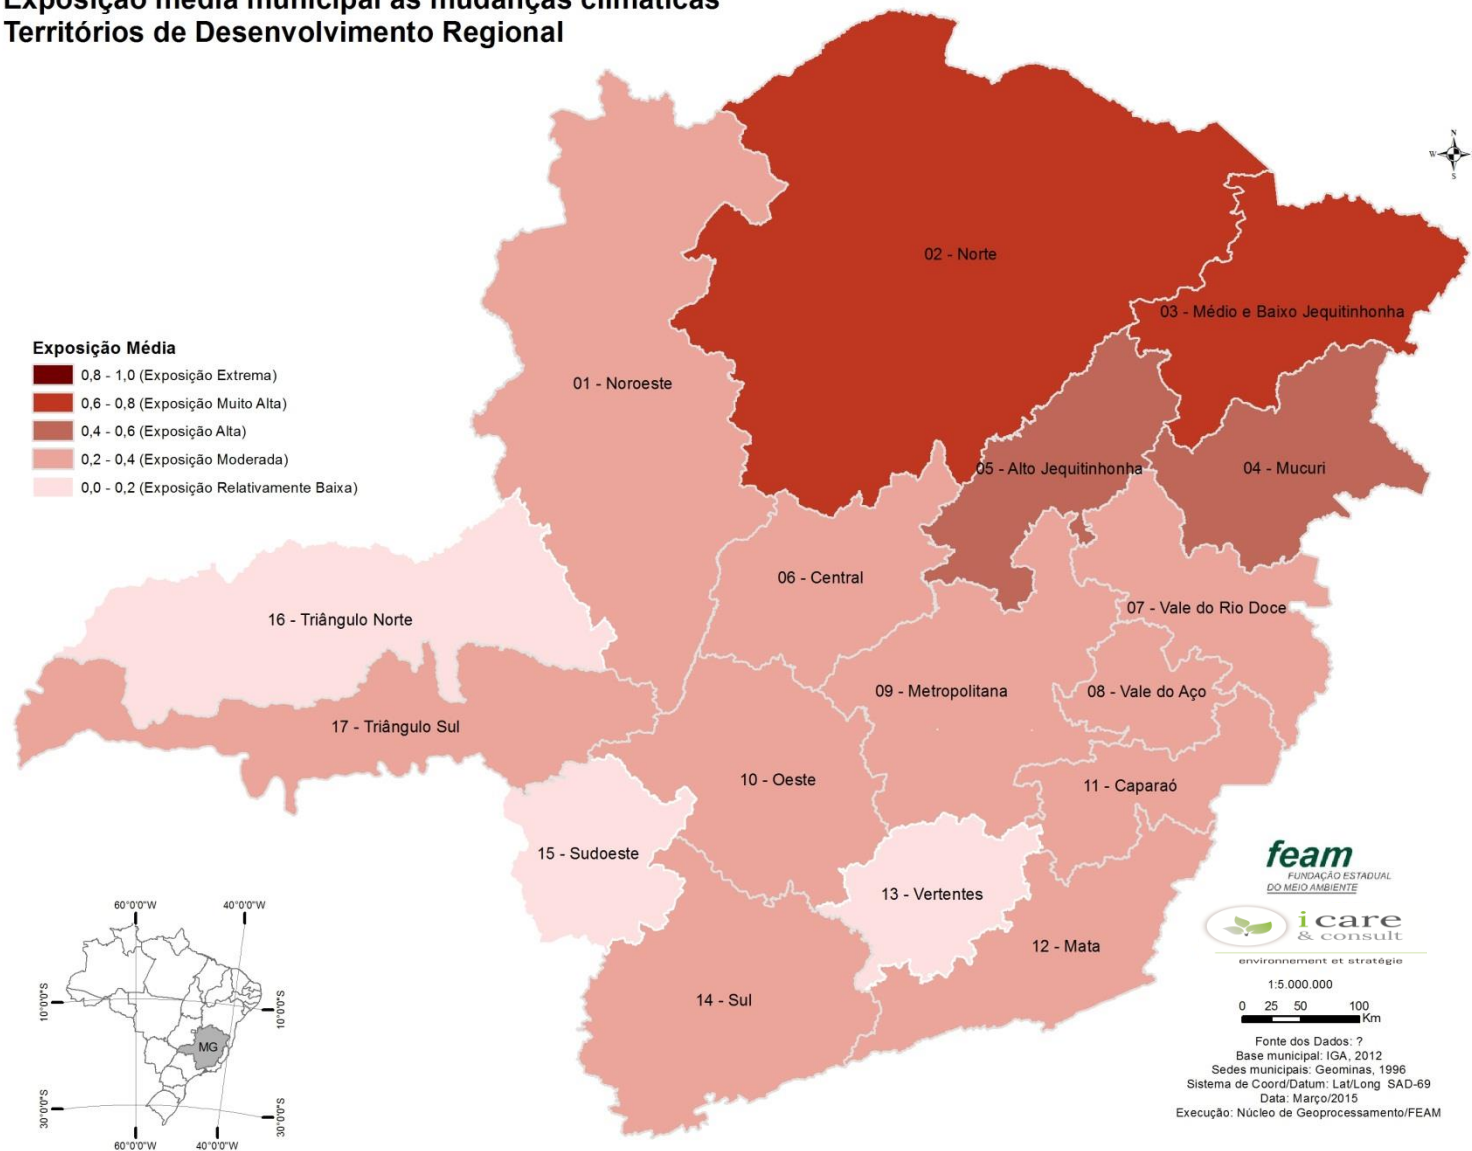 Exposição média municipal às mudanças climáticas
Territórios de Desenvolvimento Regional
N
W
S
02 - Norte
03 - Médio e Baixo Jequitinhonha
Exposição Média
0,8 - 1,0 (Exposição Extrema)
0,6 - 0,8 (Exposição Muito Alta)
0,4 - 0,6 (Exposição Alta)
0,2 - 0,4 (Exposição Moderada)
0,0 - 0,2 (Exposição Relativamente Baixa)
01 - Noroeste
05 - Alto Jequitinhonha
04 - Mucuri
06 - Central
07 - Vale do Rio Doce
16 - Triângulo Norte
09 - Metropolitana
08 - Vale do Aço
17 - Triângulo Sul
10 - Oeste
11 - Caparaó
15 - Sudoeste
13 - Vertentes
12 - Mata
14 - Sul
feam
FUNDAÇÃO ESTADUAL
DO MEIO AMBIENTE
i care
& consult
environnement et stratégie
1:5.000.000
0 25 50 100
Km
Fonte dos Dados: ?
Base municipal: IGA, 2012
Sedes municipais: Geominas, 1996
Sistema de Coord/Datum: Lat/Long SAD-69
Data: Março/2015
Execução: Núcleo de Geoprocessamento/FEAM
60°0'0"W 40°0'0"W
10°0'0"S 10°0'0"S
MG
30°0'0"S 30°0'0"S
60°0'0"W 40°0'0"W